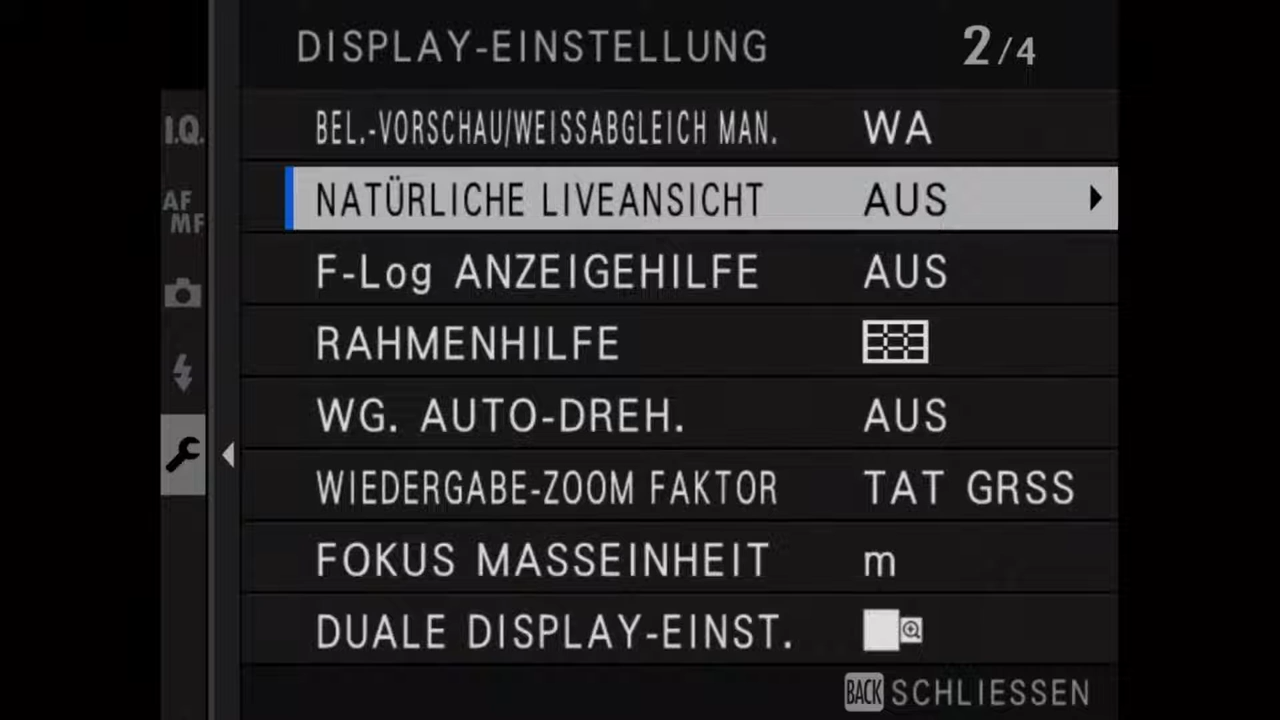 DISPLAY-EINSTELLUNG 2/4
I.Q.
BEL.-VORSCHAU/WEISSABGLEICH MAN. WA
AF
MF
NATÜRLICHE LIVEANSICHT AUS
F-Log ANZEIGEHILFE AUS
RAHMENHILFE
WG. AUTO-DREH. AUS
WIEDERGABE-ZOOM FAKTOR TAT GRSS
FOKUS MASSEINHEIT m
DUALE DISPLAY-EINST.
BACK SCHLIESSEN